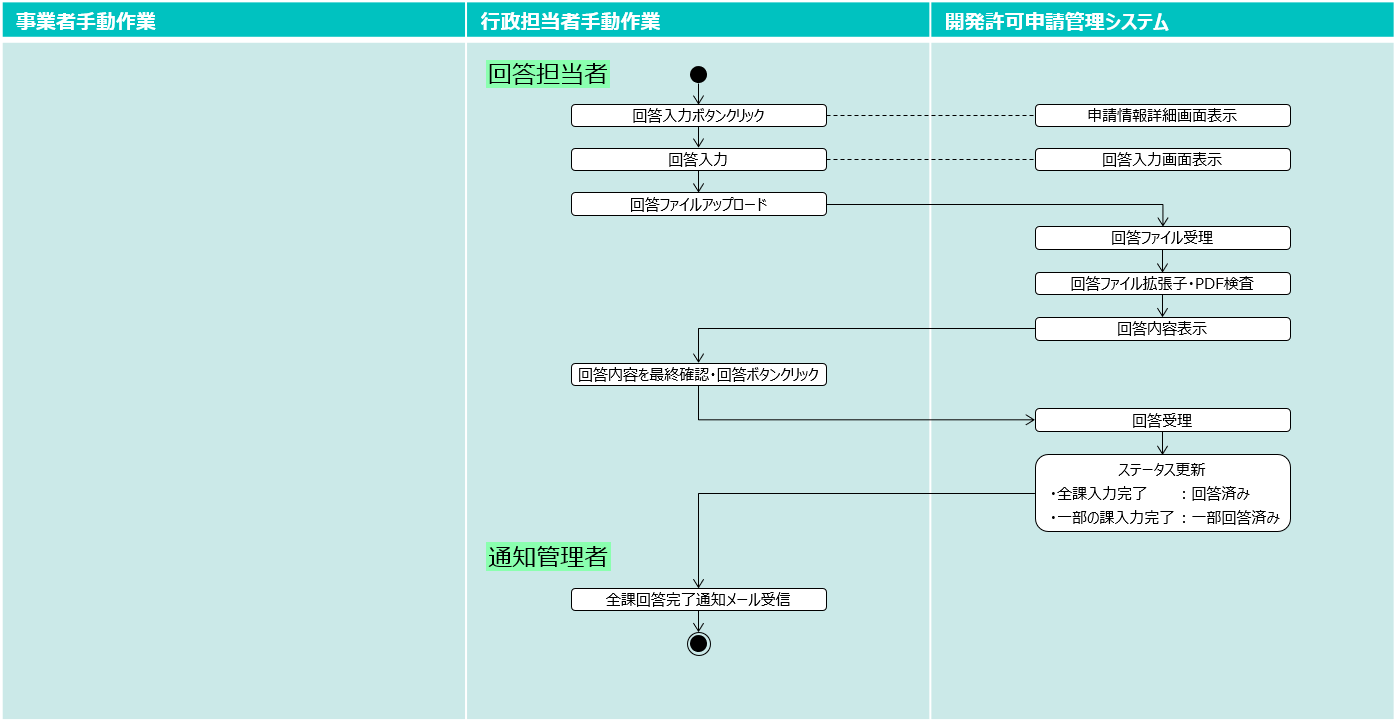 事業者手動作業
行政担当者手動作業
開発許可申請管理システム
回答担当者
回答入力ボタンクリック
申請情報詳細画面表示
回答入力
回答入力画面表示
回答ファイルアップロード
回答ファイル受理
回答ファイル拡張子・PDF検査
回答内容表示
回答内容を最終確認・回答ボタンクリック
回答受理
ステータス更新
・全課入力完了　　：回答済み
・一部の課入力完了：一部回答済み
通知管理者
全課回答完了通知メール受信